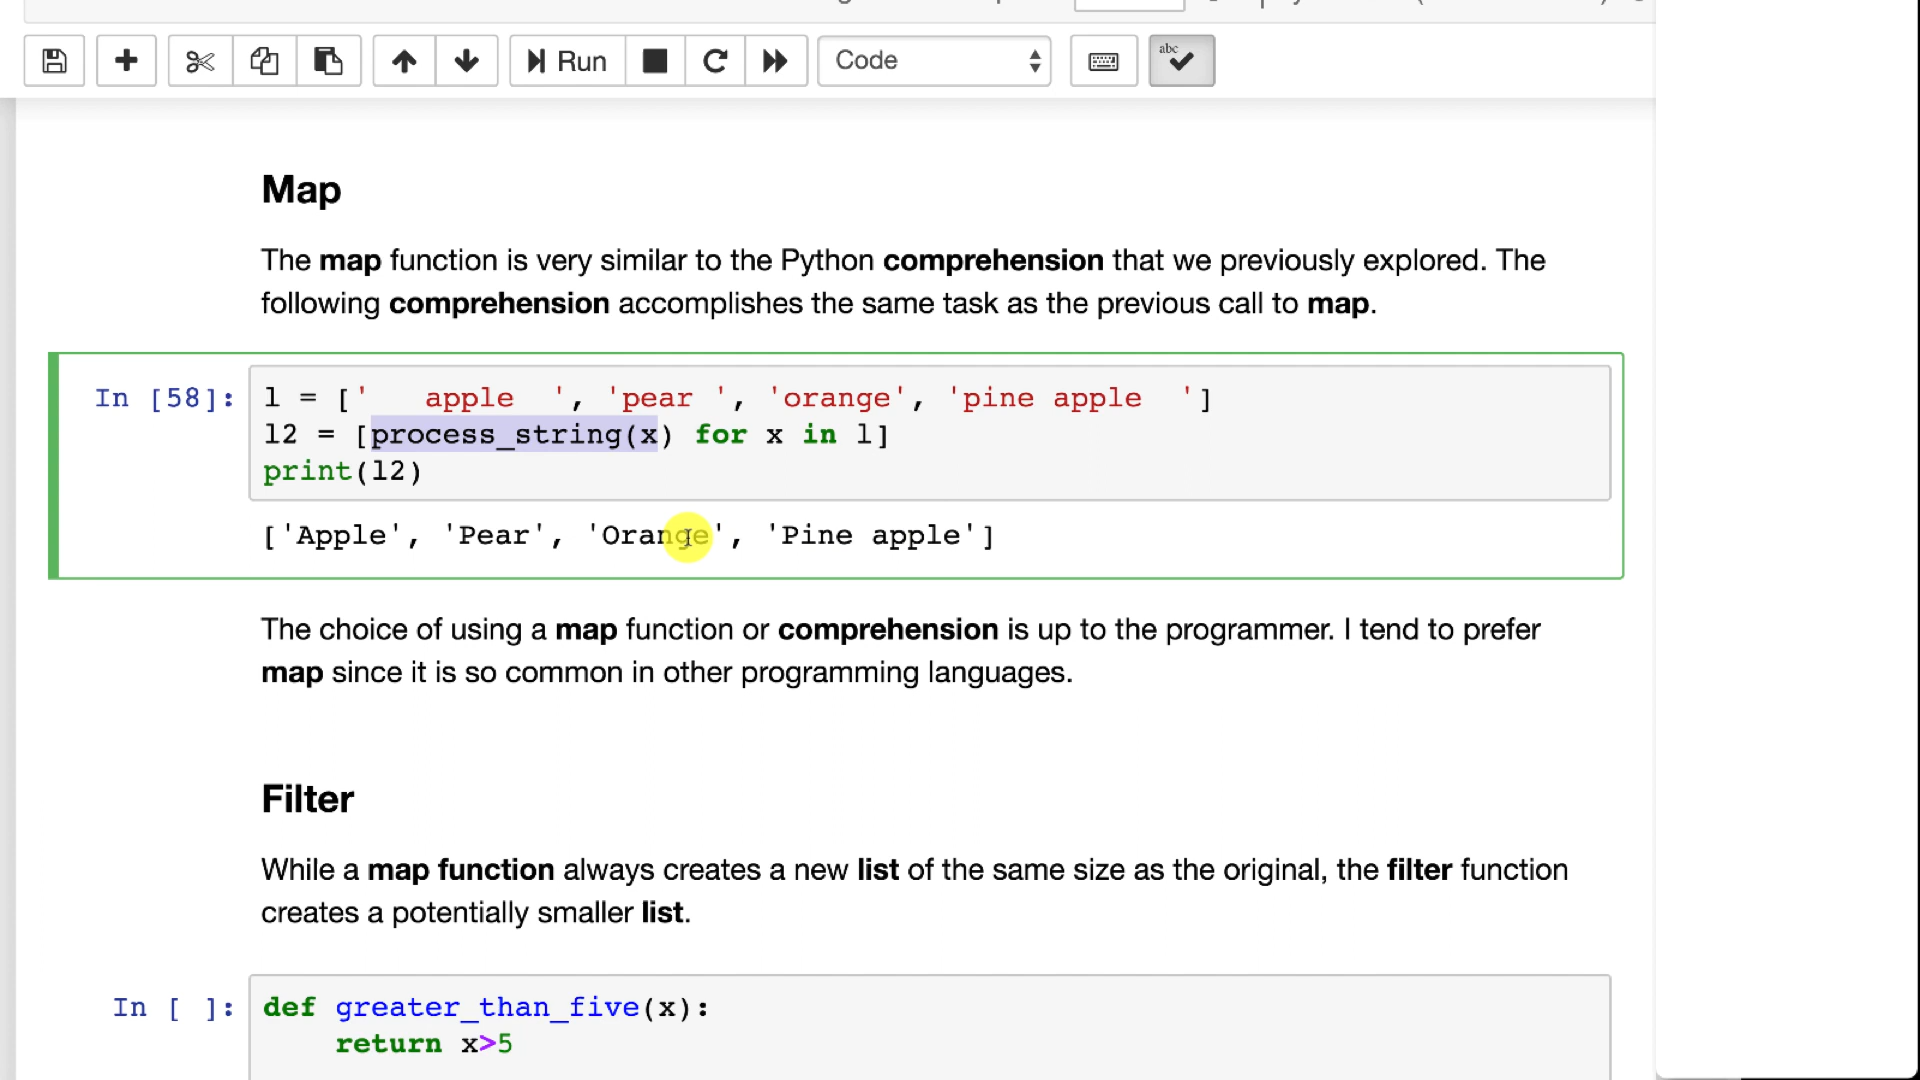 Run Code abc
Map
The map function is very similar to the Python comprehension that we previously explored. The
following comprehension accomplishes the same task as the previous call to map.
In [58]: l = ['   apple  ', 'pear ', 'orange', 'pine apple  ']
l2 = [process_string(x) for x in l]
print(l2)
['Apple', 'Pear', 'Orange', 'Pine apple']
The choice of using a map function or comprehension is up to the programmer. I tend to prefer
map since it is so common in other programming languages.
Filter
While a map function always creates a new list of the same size as the original, the filter function
creates a potentially smaller list.
In [ ]: def greater_than_five(x):
    return x>5